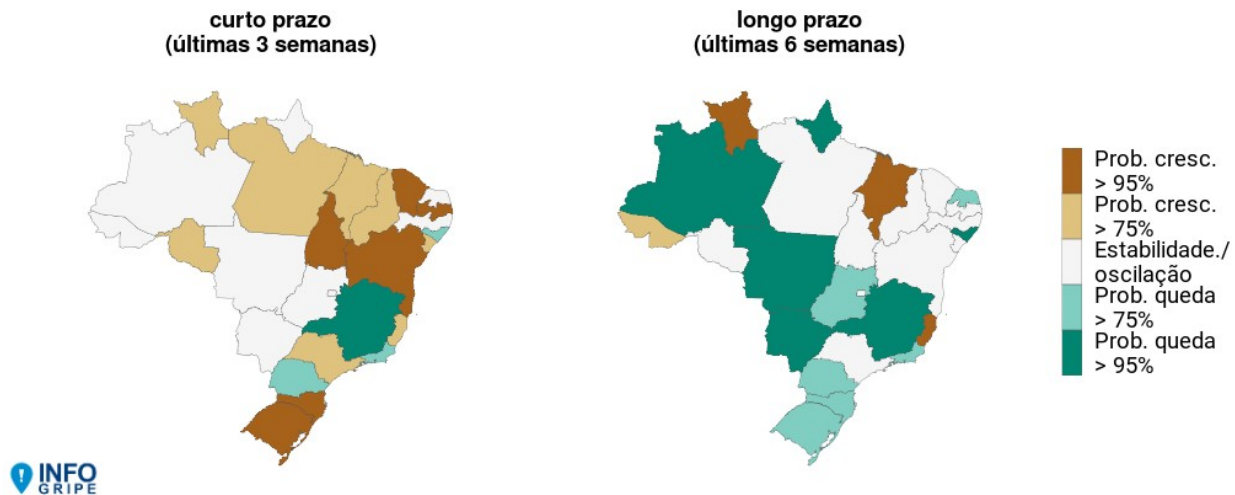 curto prazo
(últimas 3 semanas)
longo prazo
(últimas 6 semanas)
Prob. cresc.
> 95%
Prob. cresc.
> 75%
Estabilidade./
oscilação
Prob. queda
> 75%
Prob. queda
> 95%
INFO
GRIPE